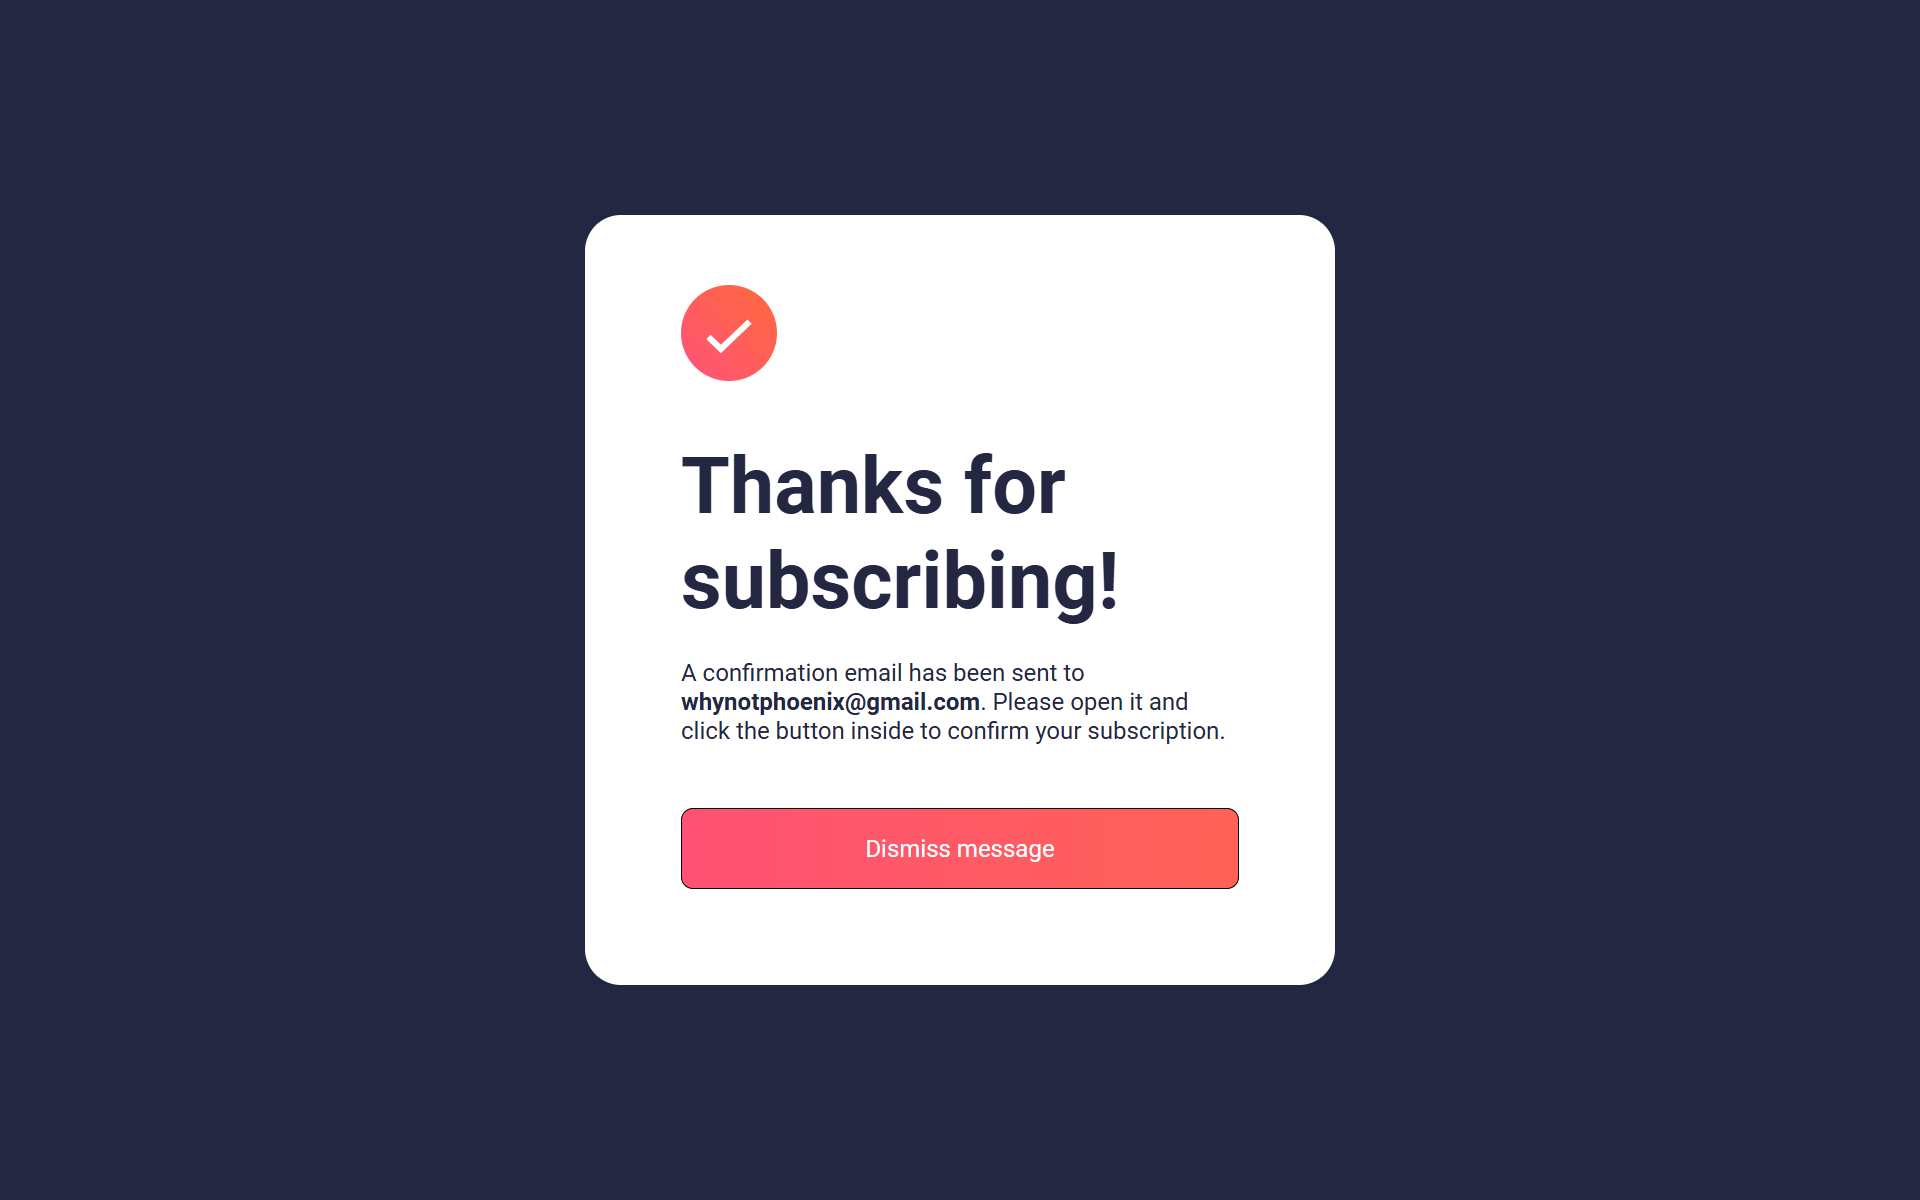 Thanks for
subscribing!
A confirmation email has been sent to
whynotphoenix@gmail.com. Please open it and
click the button inside to confirm your subscription.
Dismiss message